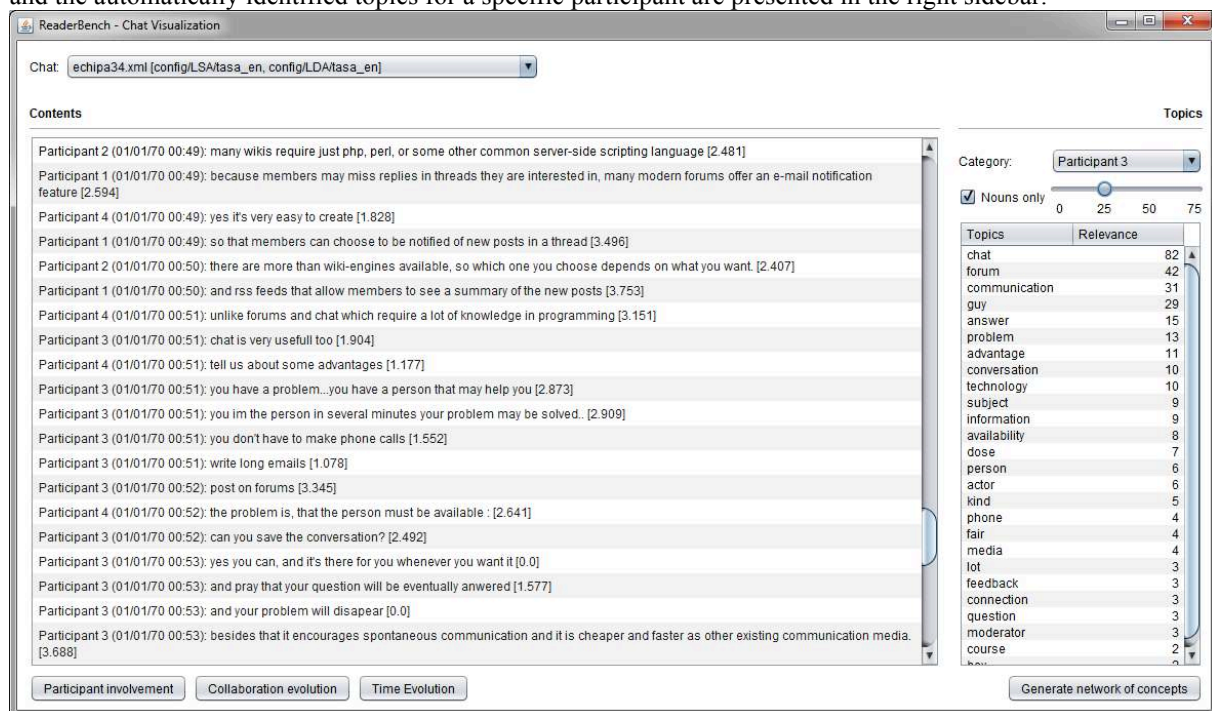 and the automatically identified topics for a specific participant are presented in the right sidebar.
ReaderBench - Chat Visualization
Chat: echipa34.xml [config/LSA/tasa_en, config/LDA/tasa_en]
Contents
Participant 2 (01/01/70 00:49): many wikis require just php, perl, or some other common server-side scripting language [2.481]
Participant 1 (01/01/70 00:49): because members may miss replies in threads they are interested in, many modern forums offer an e-mail notification
feature [2.594]
Participant 4 (01/01/70 00:49): yes it's very easy to create [1.828]
Participant 1 (01/01/70 00:49): so that members can choose to be notified of new posts in a thread [3.496]
Participant 2 (01/01/70 00:50): there are more than wiki-engines available, so which one you choose depends on what you want. [2.407]
Participant 1 (01/01/70 00:50): and rss feeds that allow members to see a summary of the new posts [3.753]
Participant 4 (01/01/70 00:51): unlike forums and chat which require a lot of knowledge in programming [3.151]
Participant 3 (01/01/70 00:51): chat is very usefull too [1.904]
Participant 4 (01/01/70 00:51): tell us about some advantages [1.177]
Participant 3 (01/01/70 00:51): you have a problem...you have a person that may help you [2.873]
Participant 3 (01/01/70 00:51): you im the person in several minutes your problem may be solved.. [2.909]
Participant 3 (01/01/70 00:51): you don't have to make phone calls [1.552]
Participant 3 (01/01/70 00:51): write long emails [1.078]
Participant 3 (01/01/70 00:52): post on forums [3.345]
Participant 4 (01/01/70 00:52): the problem is, that the person must be available : [2.641]
Participant 3 (01/01/70 00:52): can you save the conversation? [2.492]
Participant 3 (01/01/70 00:53): yes you can, and it's there for you whenever you want it [0.0]
Participant 3 (01/01/70 00:53): and pray that your question will be eventually anwered [1.577]
Participant 3 (01/01/70 00:53): and your problem will disapear [0.0]
Participant 3 (01/01/70 00:53): besides that it encourages spontaneous communication and it is cheaper and faster as other existing communication media.
[3.688]
Participant involvement Collaboration evolution Time Evolution
Topics
Category: Participant 3
Nouns only
0 25 50 75
Topics Relevance
chat 82
forum 42
communication 31
guy 29
answer 15
problem 13
advantage 11
conversation 10
technology 10
subject 9
information 9
availability 8
dose 7
person 6
actor 6
kind 5
phone 4
fair 4
media 4
lot 3
feedback 3
connection 3
question 3
moderator 3
course 2
Generate network of concepts